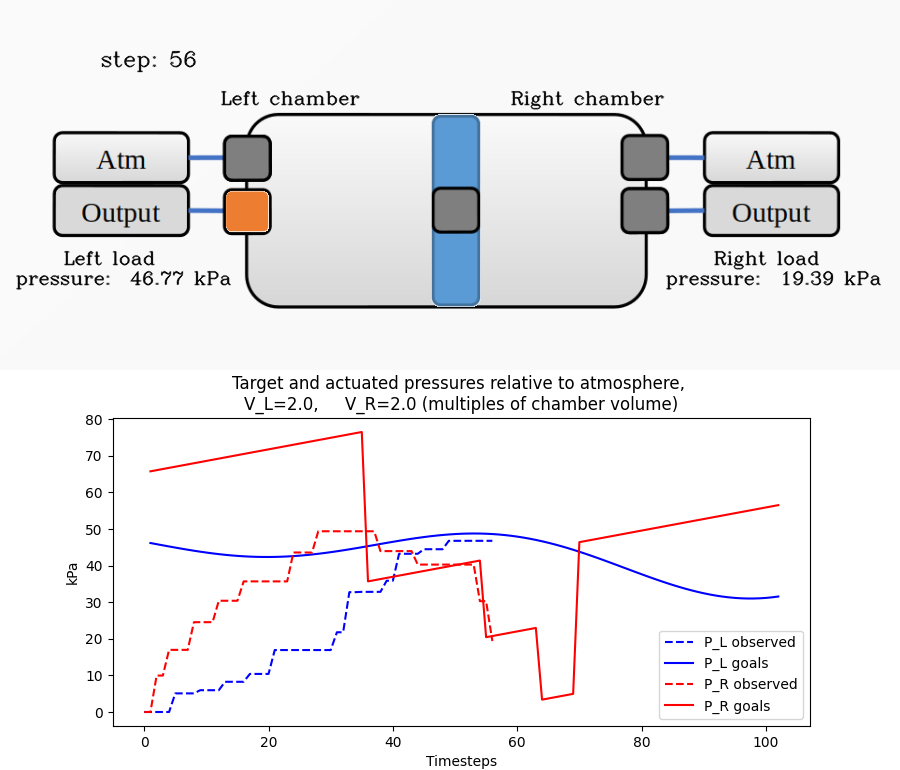 step: 56
Left chamber
Right chamber
Atm
Atm
Output
Output
Left load
pressure: 46.77 kPa
Right load
pressure: 19.39 kPa
Target and actuated pressures relative to atmosphere,
V_L=2.0, V_R=2.0 (multiples of chamber volume)
80
70
60
50
40
30
20
10
0
kPa
P_L observed
P_L goals
P_R observed
P_R goals
0 20 40 60 80 100
Timesteps